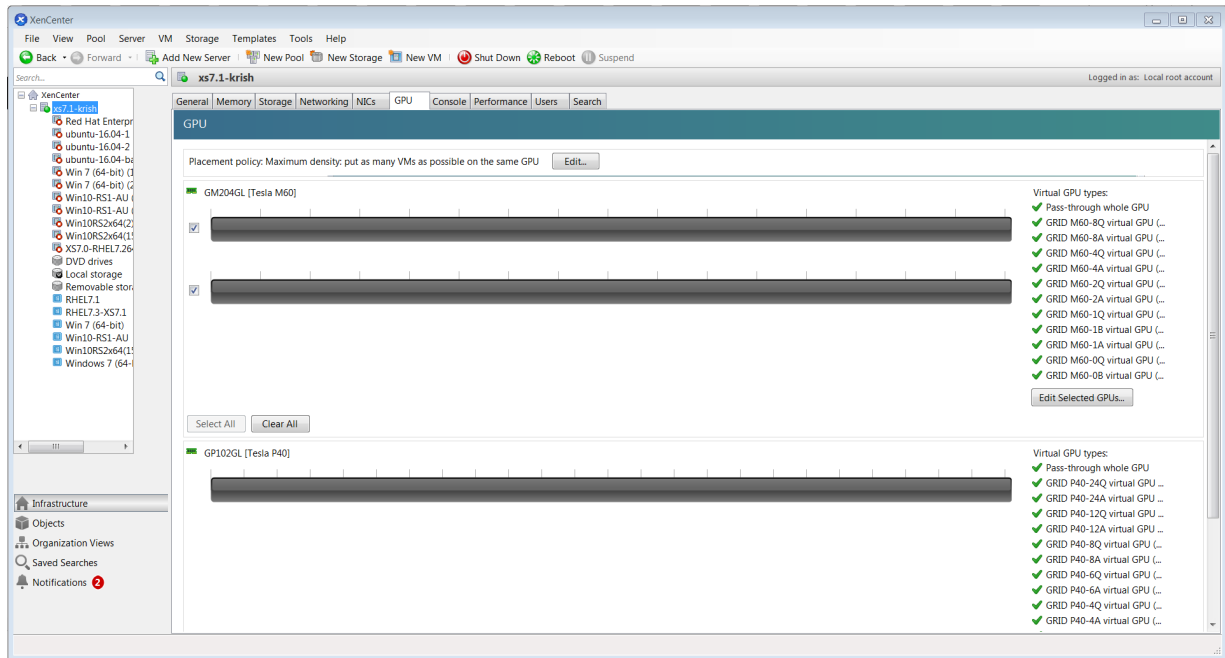 XenCenter
File View Pool Server VM Storage Templates Tools Help
Back Forward Add New Server New Pool New Storage New VM Shut Down Reboot Suspend
Search...
xs7.1-krish
Logged in as: Local root account
XenCenter
xs7.1-krish
Red Hat Enterpr
ubuntu-16.04-1
ubuntu-16.04-2
ubuntu-16.04-ba
Win 7 (64-bit) (1
Win 7 (64-bit) (2
Win10-RS1-AU (
Win10-RS1-AU (
Win10RS2x64(2)
Win10RS2x64(15
XS7.0-RHEL7.264
DVD drives
Local storage
Removable stor
RHEL7.1
RHEL7.3-XS7.1
Win 7 (64-bit)
Win10-RS1-AU
Win10RS2x64(15
Windows 7 (64-
Infrastructure
Objects
Organization Views
Saved Searches
Notifications 2
General Memory Storage Networking NICs GPU Console Performance Users Search
GPU
Placement policy: Maximum density: put as many VMs as possible on the same GPU Edit...
GM204GL [Tesla M60]
Select All Clear All
Virtual GPU types:
Pass-through whole GPU
GRID M60-8Q virtual GPU (...
GRID M60-8A virtual GPU (...
GRID M60-4Q virtual GPU (...
GRID M60-4A virtual GPU (...
GRID M60-2Q virtual GPU (...
GRID M60-2A virtual GPU (...
GRID M60-1Q virtual GPU (...
GRID M60-1B virtual GPU (...
GRID M60-1A virtual GPU (...
GRID M60-0Q virtual GPU (...
GRID M60-0B virtual GPU (...
Edit Selected GPUs...
GP102GL [Tesla P40]
Virtual GPU types:
Pass-through whole GPU
GRID P40-24Q virtual GPU ...
GRID P40-24A virtual GPU ...
GRID P40-12Q virtual GPU ...
GRID P40-12A virtual GPU ...
GRID P40-8Q virtual GPU (...
GRID P40-8A virtual GPU (...
GRID P40-6Q virtual GPU (...
GRID P40-6A virtual GPU (...
GRID P40-4Q virtual GPU (...
GRID P40-4A virtual GPU (...